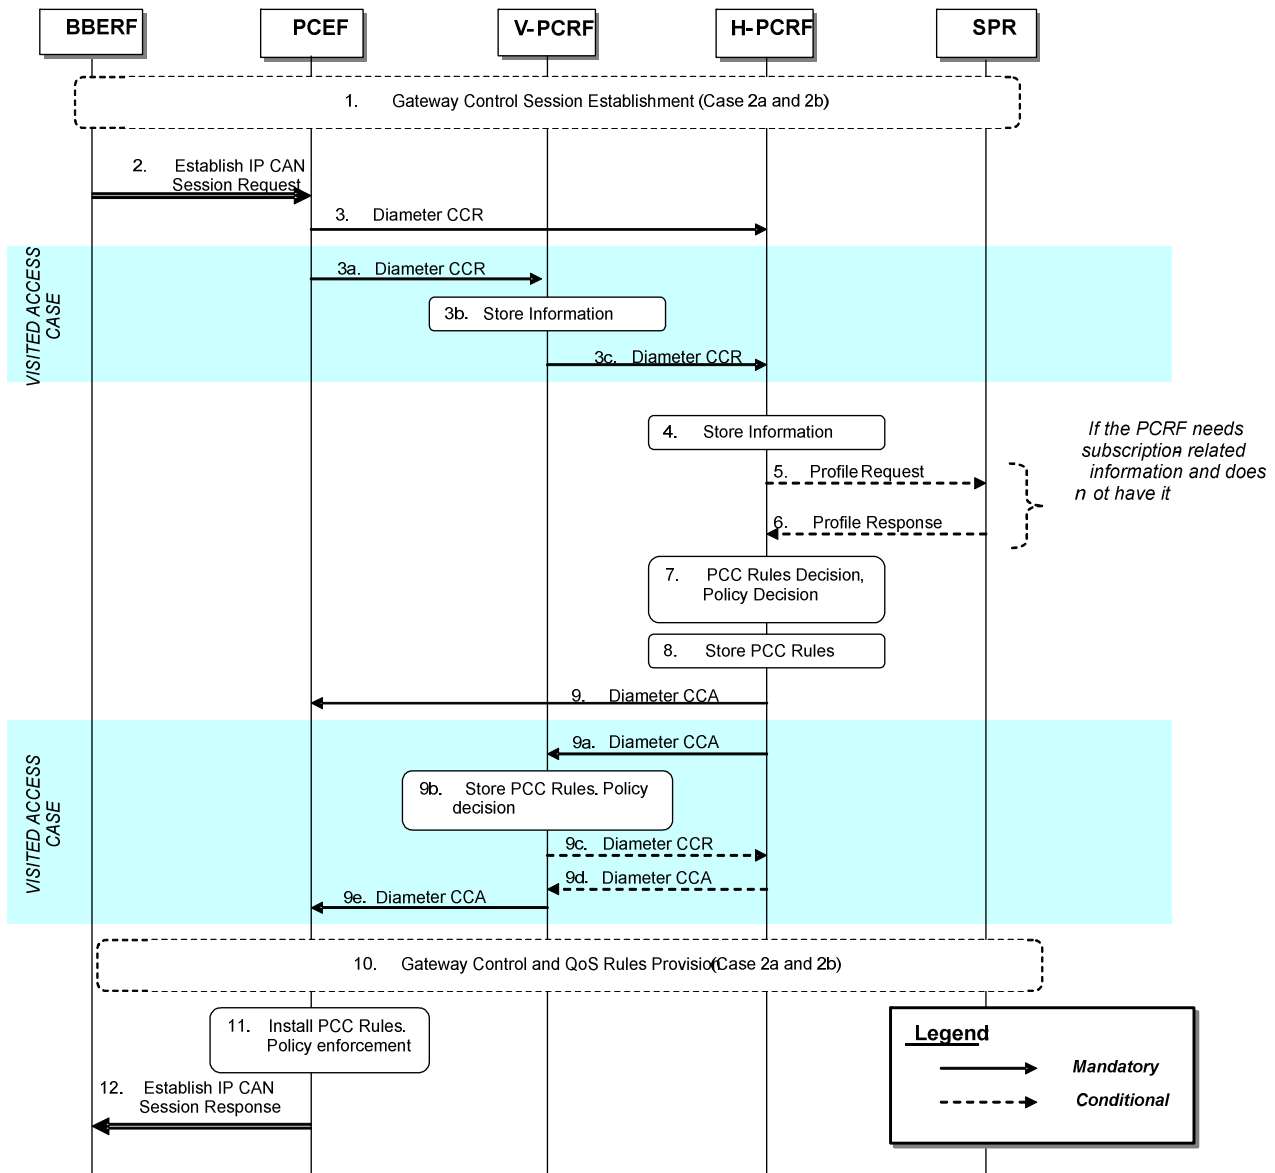 BBERF
PCEF
V-PCRF
H-PCRF
SPR
1. Gateway Control Session Establishment (Case 2a and 2b)
2. Establish IP CAN
Session Request
3. Diameter CCR
VISITED ACCESS
CASE
3a. Diameter CCR
3b. Store Information
3c. Diameter CCR
4. Store Information
If the PCRF needs
subscription- related
information and does
n ot have it
5. Profile Request
6. Profile Response
7. PCC Rules Decision,
Policy Decision
8. Store PCC Rules
9. Diameter CCA
VISITED ACCESS
CASE
9a. Diameter CCA
9b. Store PCC Rules. Policy
decision
9c. Diameter CCR
9d. Diameter CCA
9e. Diameter CCA
10. Gateway Control and QoS Rules Provision(Case 2a and 2b)
11. Install PCC Rules.
Policy enforcement
12. Establish IP CAN
Session Response
Legend
Mandatory
Conditional